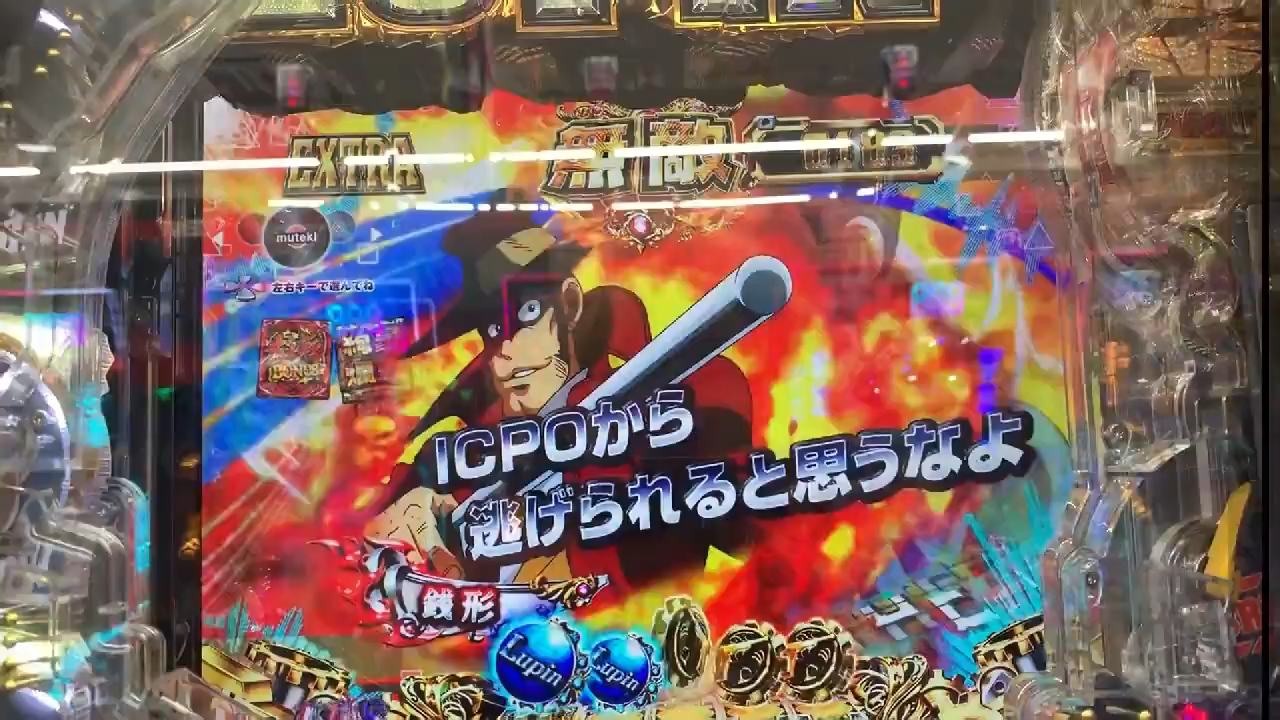 EXTRA
無敵
muteki
左右キーで選んでね
BONUS
ICPOから
逃げられると思うなよ
銭形
Lupin
Lupin